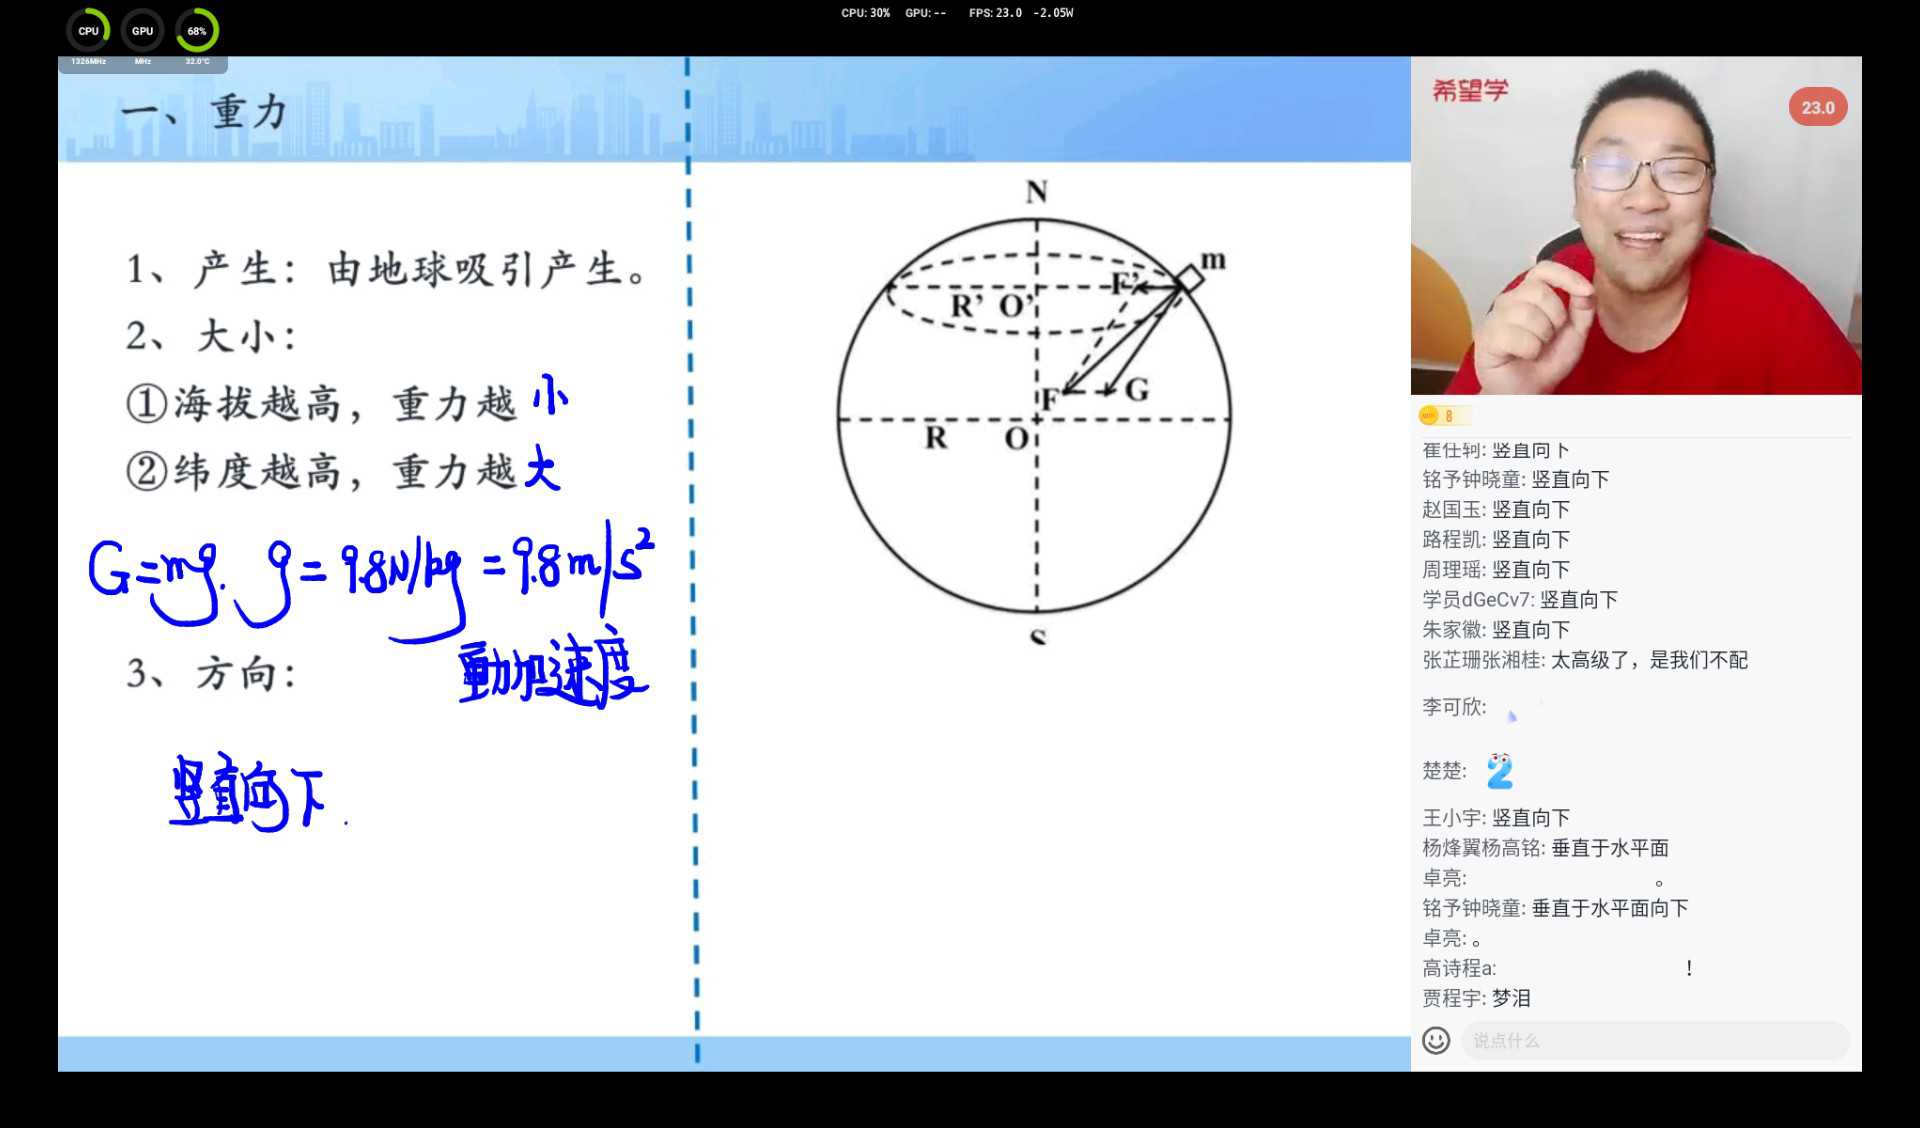 CPU: 30% GPU: -- FPS: 23.0 -2.05W
CPU GPU 68%
1326MHz MHz 32.0°C
一、重力
1、产生：由地球吸引产生。
2、大小：
①海拔越高，重力越小
②纬度越高，重力越大
G=mg. g=9.8N/kg=9.8m/s²
重力加速度
3、方向：
竖直向下.
N
m
F'
R' O'
F G
R O
S
希望学
23.0
8
崔仕轲: 竖直向下
铭予钟晓童: 竖直向下
赵国玉: 竖直向下
路程凯: 竖直向下
周理瑶: 竖直向下
学员dGeCv7: 竖直向下
朱家徽: 竖直向下
张芷珊张湘桂: 太高级了，是我们不配
李可欣:
楚楚: 2
王小宇: 竖直向下
杨烽翼杨高铭: 垂直于水平面
卓亮: 。
铭予钟晓童: 垂直于水平面向下
卓亮: 。
高诗程a: ！
贾程宇: 梦泪
说点什么